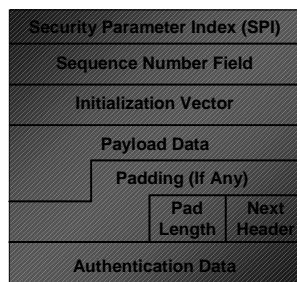 Security Parameter Index (SPI)
Sequence Number Field
Initialization Vector
Payload Data
Padding (If Any)
Pad
Length
Next
Header
Authentication Data